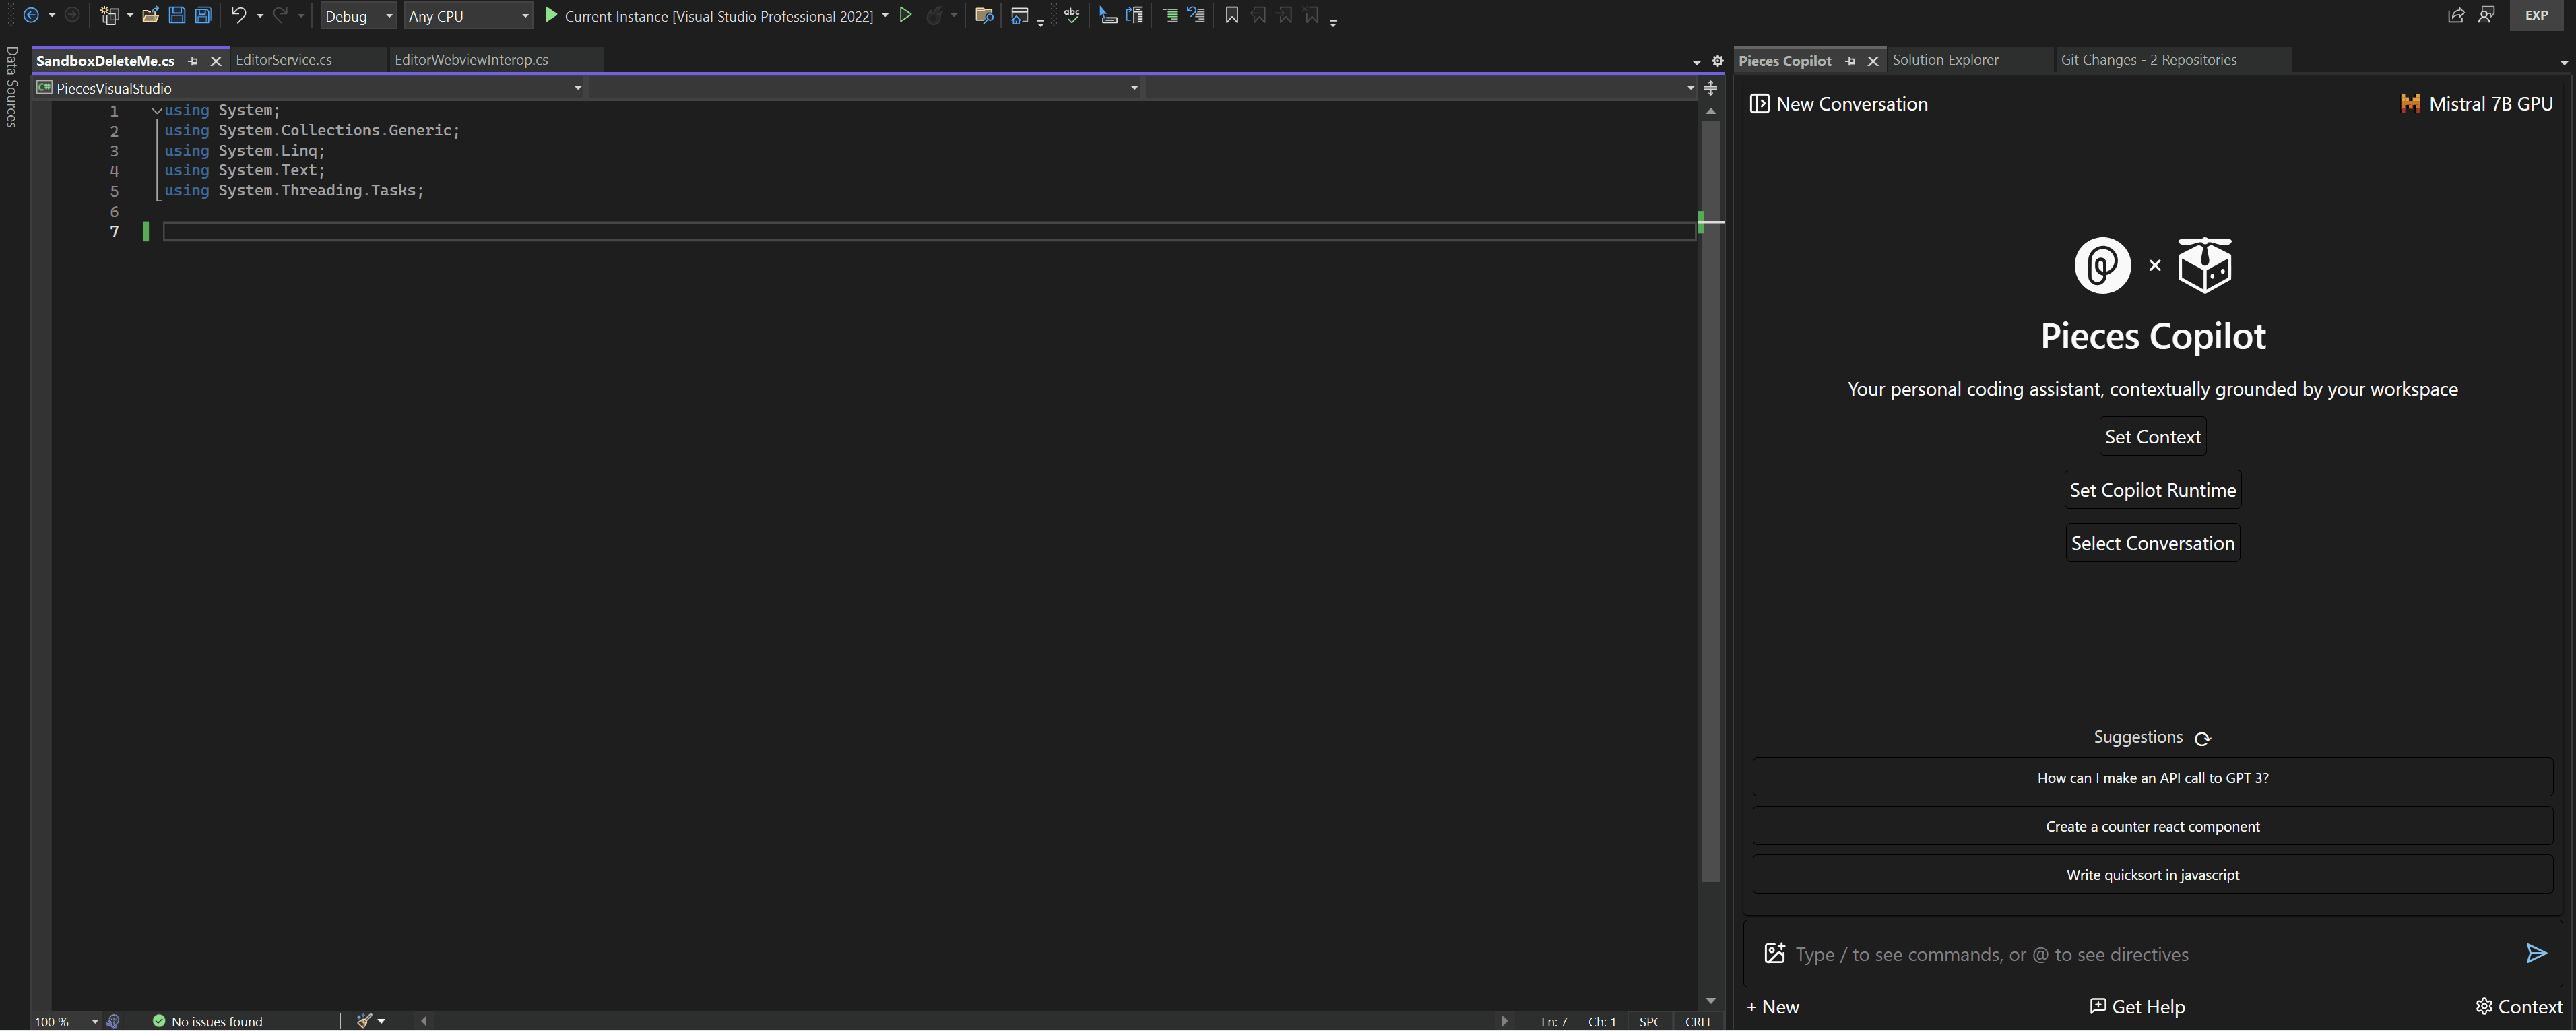 Debug
Any CPU
Current Instance [Visual Studio Professional 2022]
abc
EXP
Data Sources
SandboxDeleteMe.cs
EditorService.cs
EditorWebviewInterop.cs
C# PiecesVisualStudio
1 using System;
2 using System.Collections.Generic;
3 using System.Linq;
4 using System.Text;
5 using System.Threading.Tasks;
6
7
100 %
No issues found
Ln: 7
Ch: 1
SPC
CRLF
Pieces Copilot
Solution Explorer
Git Changes - 2 Repositories
New Conversation
Mistral 7B GPU
Pieces Copilot
Your personal coding assistant, contextually grounded by your workspace
Set Context
Set Copilot Runtime
Select Conversation
Suggestions
How can I make an API call to GPT 3?
Create a counter react component
Write quicksort in javascript
Type / to see commands, or @ to see directives
+ New
Get Help
Context